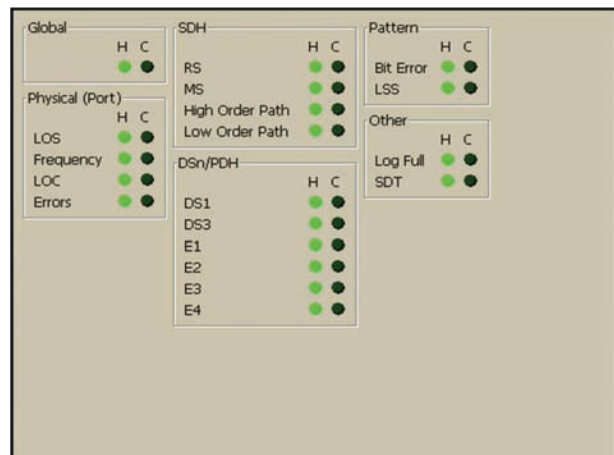 Global
H C
Physical (Port)
H C
LOS
Frequency
LOC
Errors
SDH
H C
RS
MS
High Order Path
Low Order Path
DSn/PDH
H C
DS1
DS3
E1
E2
E3
E4
Pattern
H C
Bit Error
LSS
Other
H C
Log Full
SDT